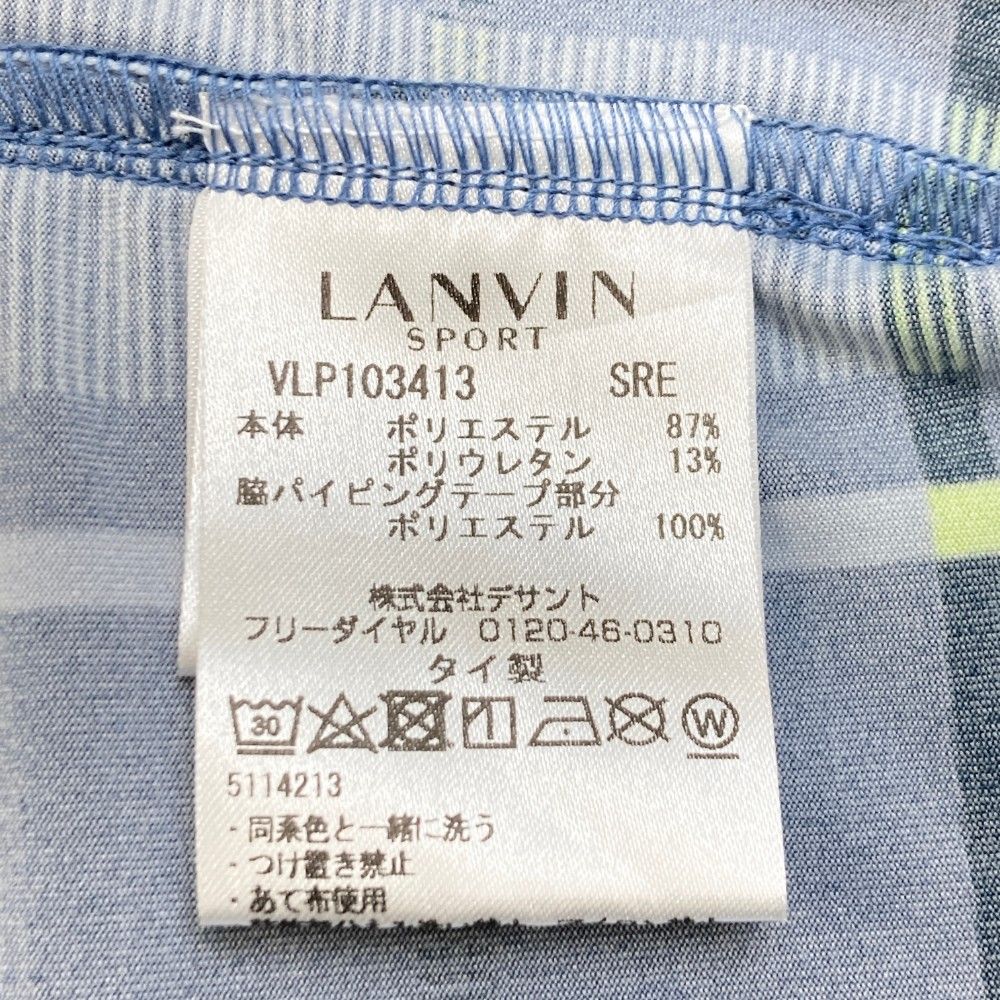 LANVIN
SPORT
VLP103413 SRE
本体 ポリエステル 87%
ポリウレタン 13%
脇パイピングテープ部分
ポリエステル 100%
株式会社デサント
フリーダイヤル 0120-46-0310
タイ製
30 W
5114213
・同系色と一緒に洗う
・つけ置き禁止
・あて布使用